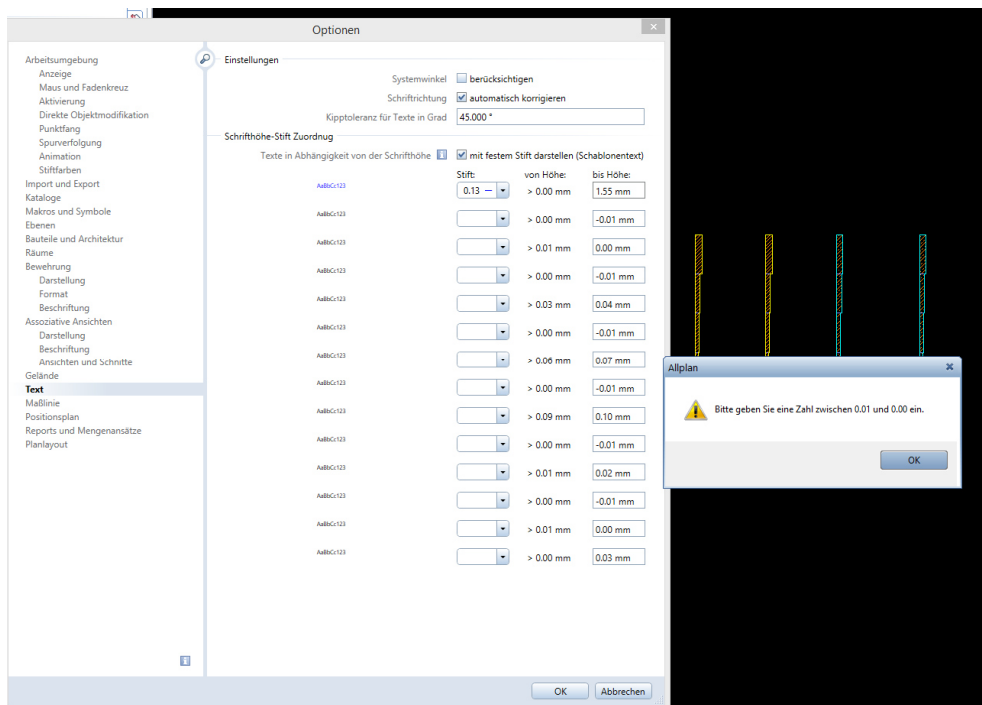 Optionen
Arbeitsumgebung
Anzeige
Maus und Fadenkreuz
Aktivierung
Direkte Objektmodifikation
Punktfang
Spurverfolgung
Animation
Stiftfarben
Import und Export
Kataloge
Makros und Symbole
Ebenen
Bauteile und Architektur
Räume
Bewehrung
Darstellung
Format
Beschriftung
Assoziative Ansichten
Darstellung
Beschriftung
Ansichten und Schnitte
Gelände
Text
Maßlinie
Positionsplan
Reports und Mengenansätze
Planlayout
Einstellungen
Systemwinkel berücksichtigen
Schriftrichtung automatisch korrigieren
Kipptoleranz für Texte in Grad 45.000 °
Schrifthöhe-Stift Zuordnug
Texte in Abhängigkeit von der Schrifthöhe mit festem Stift darstellen (Schablonentext)
Stift: von Höhe: bis Höhe:
AaBbCc123 0.13 > 0.00 mm 1.55 mm
AaBbCc123 > 0.00 mm -0.01 mm
AaBbCc123 > 0.01 mm 0.00 mm
AaBbCc123 > 0.00 mm -0.01 mm
AaBbCc123 > 0.03 mm 0.04 mm
AaBbCc123 > 0.00 mm -0.01 mm
AaBbCc123 > 0.06 mm 0.07 mm
AaBbCc123 > 0.00 mm -0.01 mm
AaBbCc123 > 0.09 mm 0.10 mm
AaBbCc123 > 0.00 mm -0.01 mm
AaBbCc123 > 0.01 mm 0.02 mm
AaBbCc123 > 0.00 mm -0.01 mm
AaBbCc123 > 0.01 mm 0.00 mm
AaBbCc123 > 0.00 mm 0.03 mm
OK Abbrechen
Allplan
Bitte geben Sie eine Zahl zwischen 0.01 und 0.00 ein.
OK